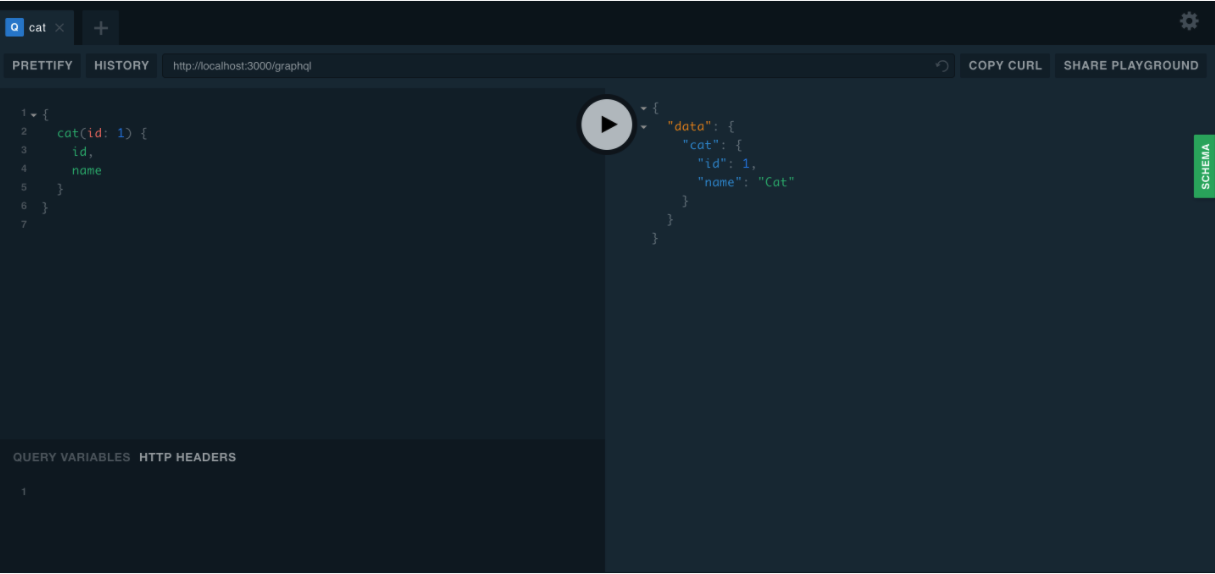 Q cat
PRETTIFY HISTORY http://localhost:3000/graphql COPY CURL SHARE PLAYGROUND
1 {
2 cat(id: 1) {
3 id,
4 name
5 }
6 }
7
{
"data": {
"cat": {
"id": 1,
"name": "Cat"
}
}
}
SCHEMA
QUERY VARIABLES HTTP HEADERS
1